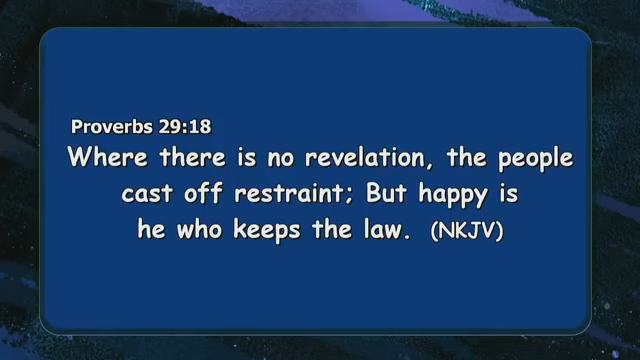 Proverbs 29:18
Where there is no revelation, the people
cast off restraint; But happy is
he who keeps the law. (NKJV)